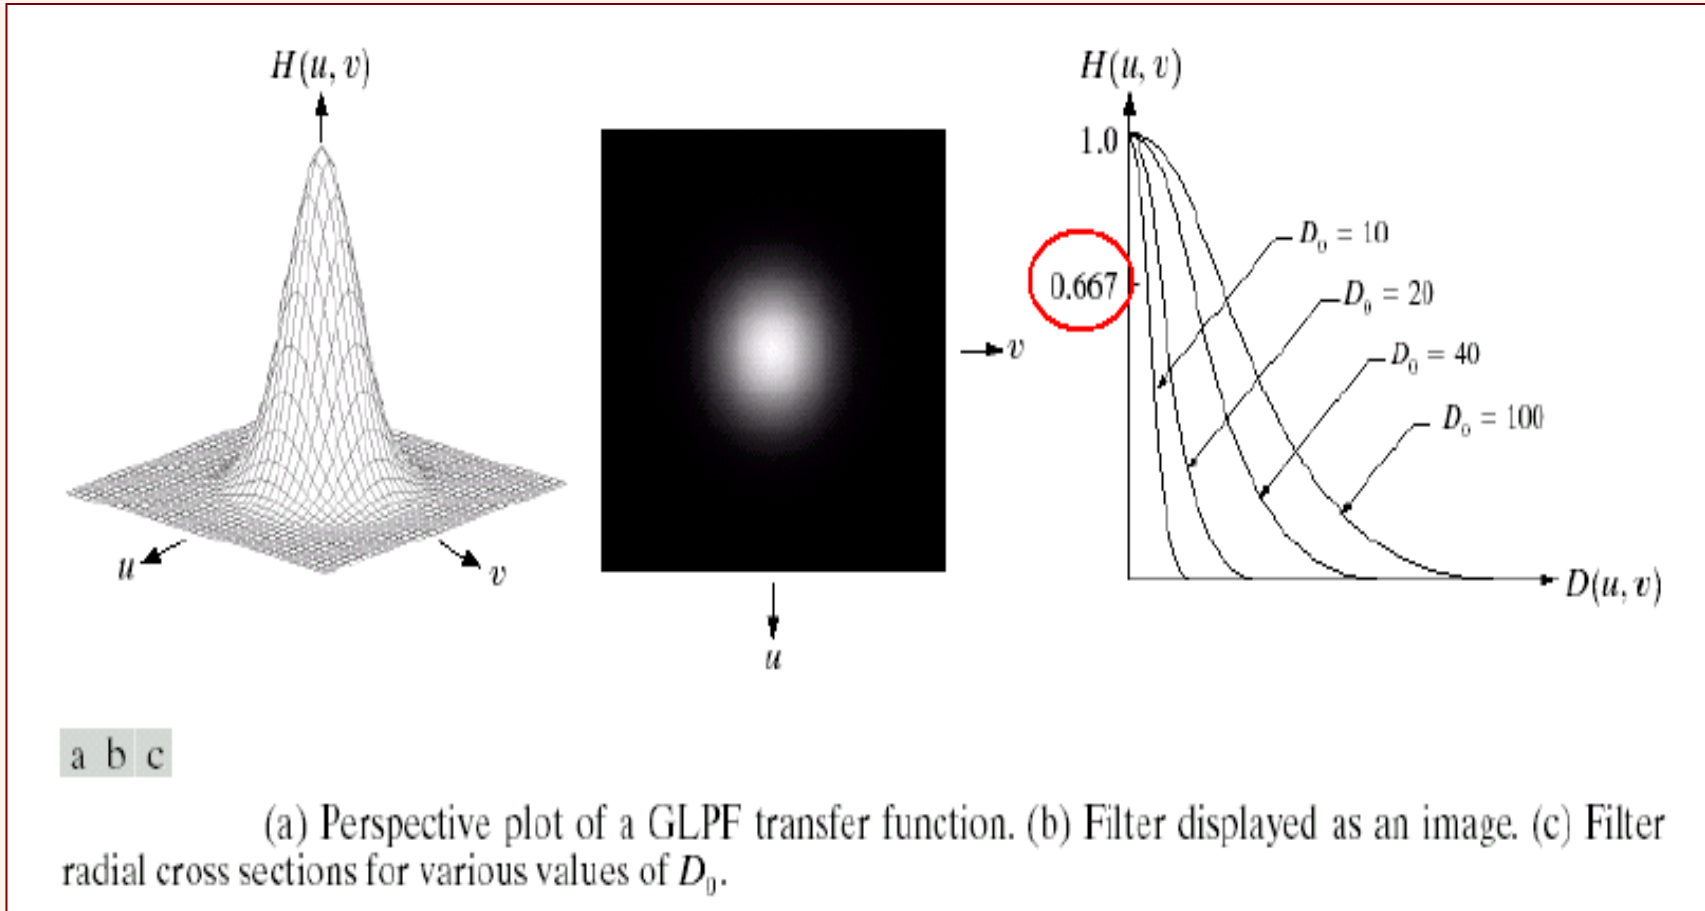 H(u, v)
u
v
v
u
H(u, v)
1.0
0.667
D₀ = 10
D₀ = 20
D₀ = 40
D₀ = 100
D(u, v)
a b c
(a) Perspective plot of a GLPF transfer function. (b) Filter displayed as an image. (c) Filter
radial cross sections for various values of D₀.